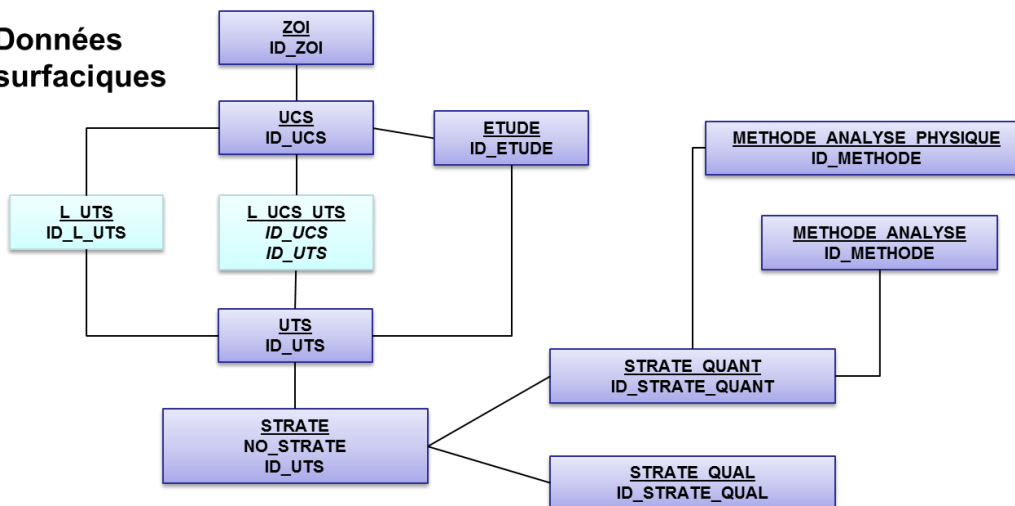 Données
surfaciques
ZOI
ID_ZOI
UCS
ID_UCS
ETUDE
ID_ETUDE
METHODE_ANALYSE_PHYSIQUE
ID_METHODE
L_UTS
ID_L_UTS
L_UCS_UTS
ID_UCS
ID_UTS
METHODE_ANALYSE
ID_METHODE
UTS
ID_UTS
STRATE_QUANT
ID_STRATE_QUANT
STRATE
NO_STRATE
ID_UTS
STRATE_QUAL
ID_STRATE_QUAL